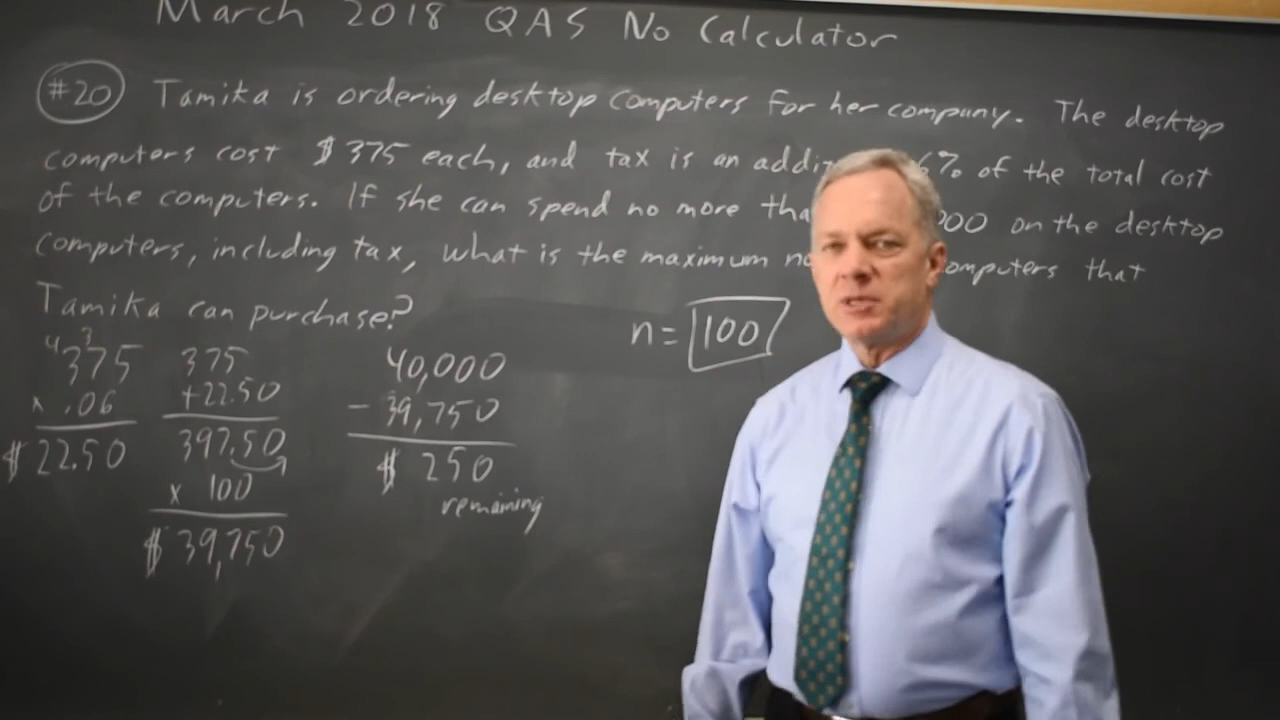 March 2018 QAS No Calculator
#20 Tamika is ordering desktop computers for her company. The desktop
computers cost $375 each, and tax is an addi 6% of the total cost
of the computers. If she can spend no more tha 000 on the desktop
computers, including tax, what is the maximum omputers that
Tamika can purchase?
n = 100
4 3
375
x .06
$22.50
375
+22.50
397.50
x 100
$39,750
40,000
- 39,750
$ 250
remaining